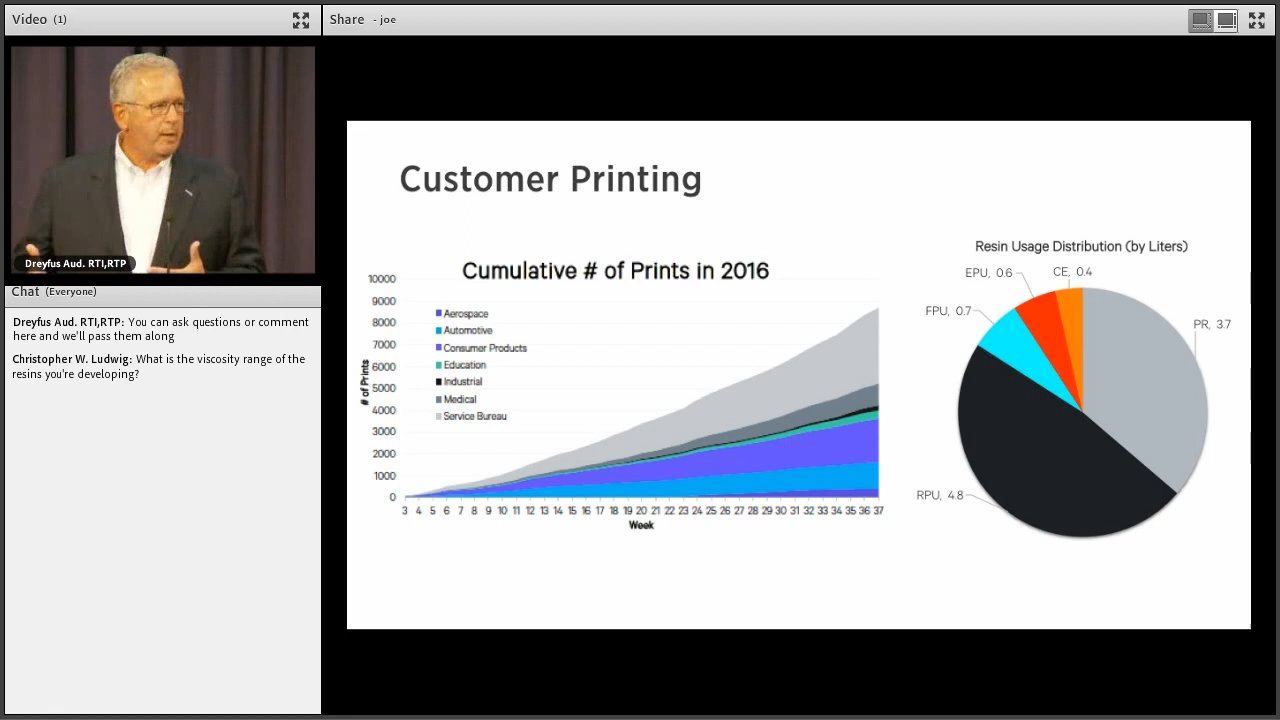 Video (1)
Share - joe
Dreyfus Aud. RTI,RTP
Chat (Everyone)
Dreyfus Aud. RTI,RTP: You can ask questions or comment
here and we'll pass them along
Christopher W. Ludwig: What is the viscosity range of the
resins you're developing?
Customer Printing
Cumulative # of Prints in 2016
# of Prints
10000
9000
8000
7000
6000
5000
4000
3000
2000
1000
0
Aerospace
Automotive
Consumer Products
Education
Industrial
Medical
Service Bureau
3 4 5 6 7 8 9 10 11 12 13 14 15 16 17 18 19 20 21 22 23 24 25 26 27 28 29 30 31 32 33 34 35 36 37
Week
Resin Usage Distribution (by Liters)
EPU, 0.6
CE, 0.4
FPU, 0.7
PR, 3.7
RPU, 4.8